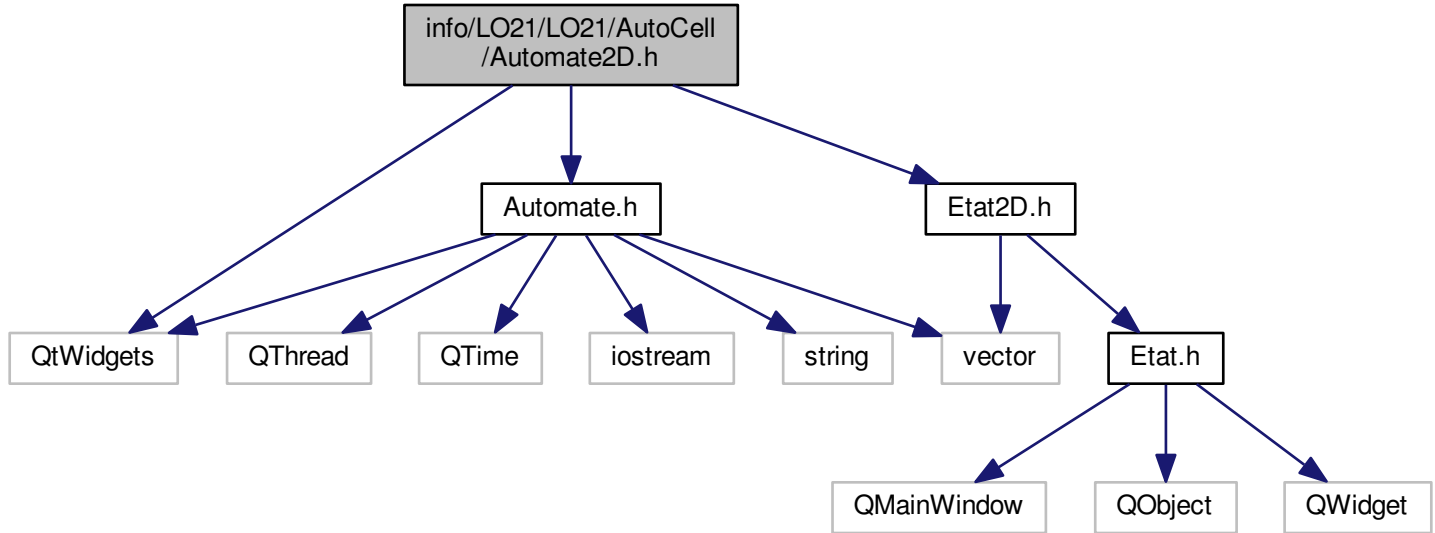 info/LO21/LO21/AutoCell
/Automate2D.h
Automate.h
Etat2D.h
QtWidgets
QThread
QTime
iostream
string
vector
Etat.h
QMainWindow
QObject
QWidget